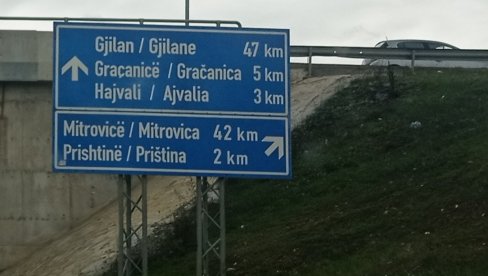 Gjilan / Gjilane 47 km
Graçanicë / Gračanica 5 km
Hajvali / Ajvalia 3 km
Mitrovicë / Mitrovica 42 km
Prishtinë / Priština 2 km